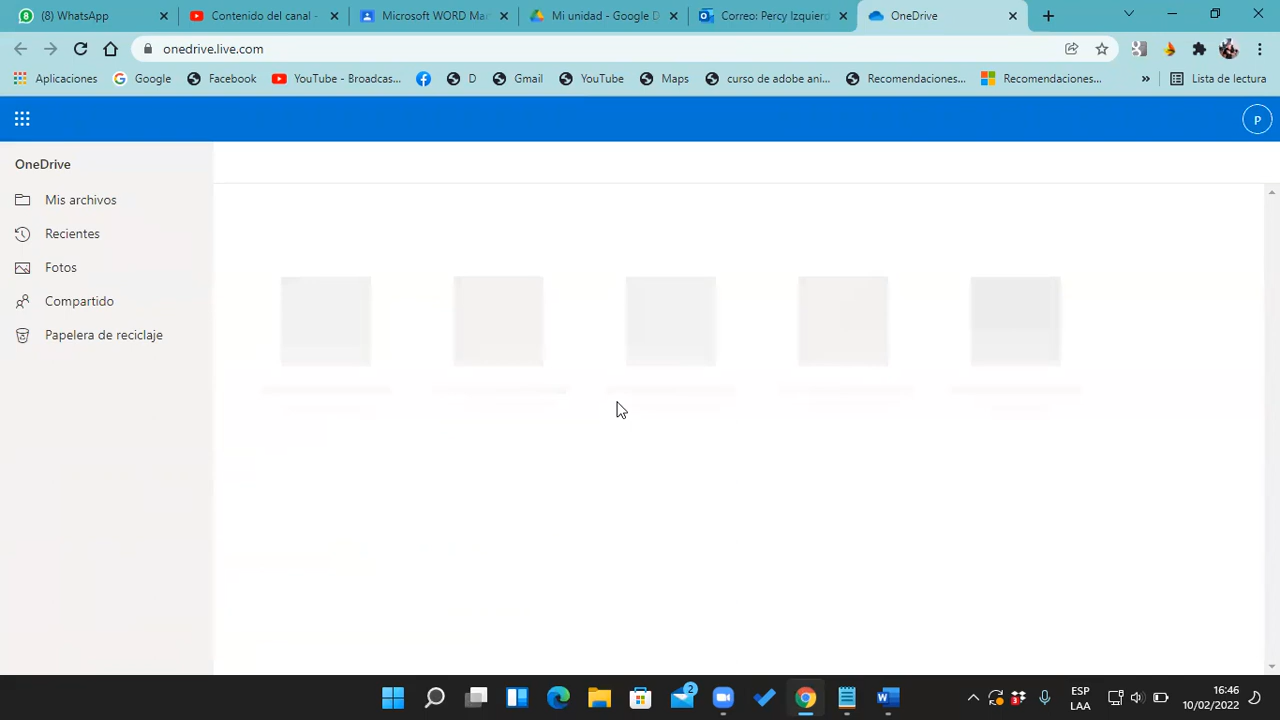 (8) WhatsApp
Contenido del canal -
Microsoft WORD Ma
Mi unidad - Google D
Correo: Percy Izquier
OneDrive
onedrive.live.com
Aplicaciones
Google
Facebook
YouTube - Broadcas...
D
Gmail
YouTube
Maps
curso de adobe ani...
Recomendaciones...
Recomendaciones...
»
Lista de lectura
P
OneDrive
Mis archivos
Recientes
Fotos
Compartido
Papelera de reciclaje
2
ESP
LAA
16:46
10/02/2022